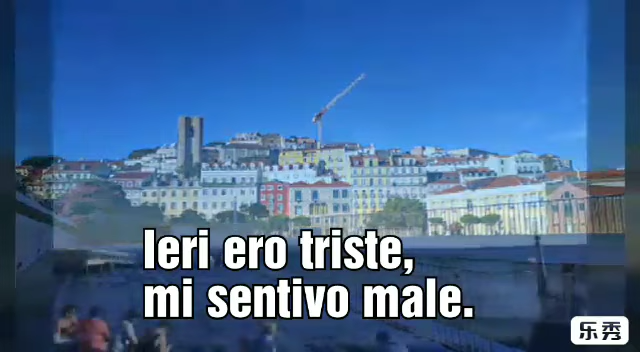 Ieri ero triste,
mi sentivo male.
乐秀